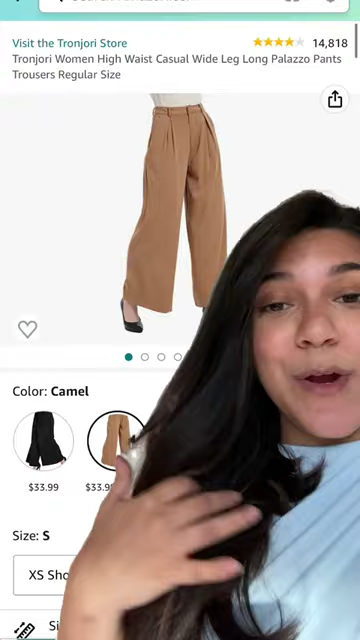 Visit the Tronjori Store
14,818
Tronjori Women High Waist Casual Wide Leg Long Palazzo Pants
Trousers Regular Size
Color: Camel
$33.99
Size: S